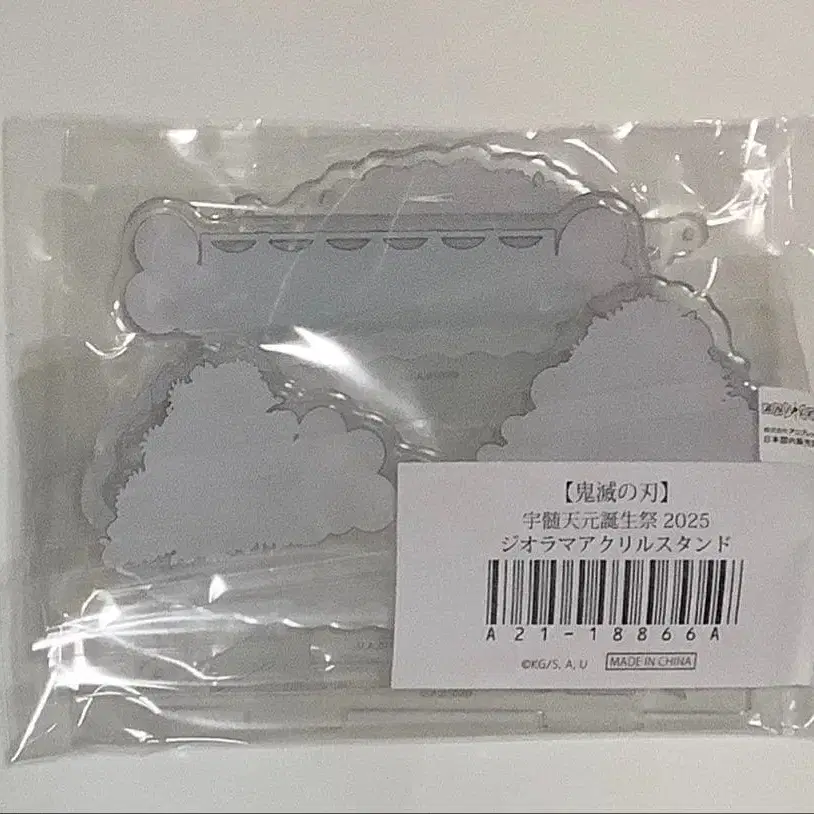 【鬼滅の刃】
宇髄天元誕生祭 2025
ジオラマアクリルスタンド
A21-18866A
©KG/S, A, U
MADE IN CHINA